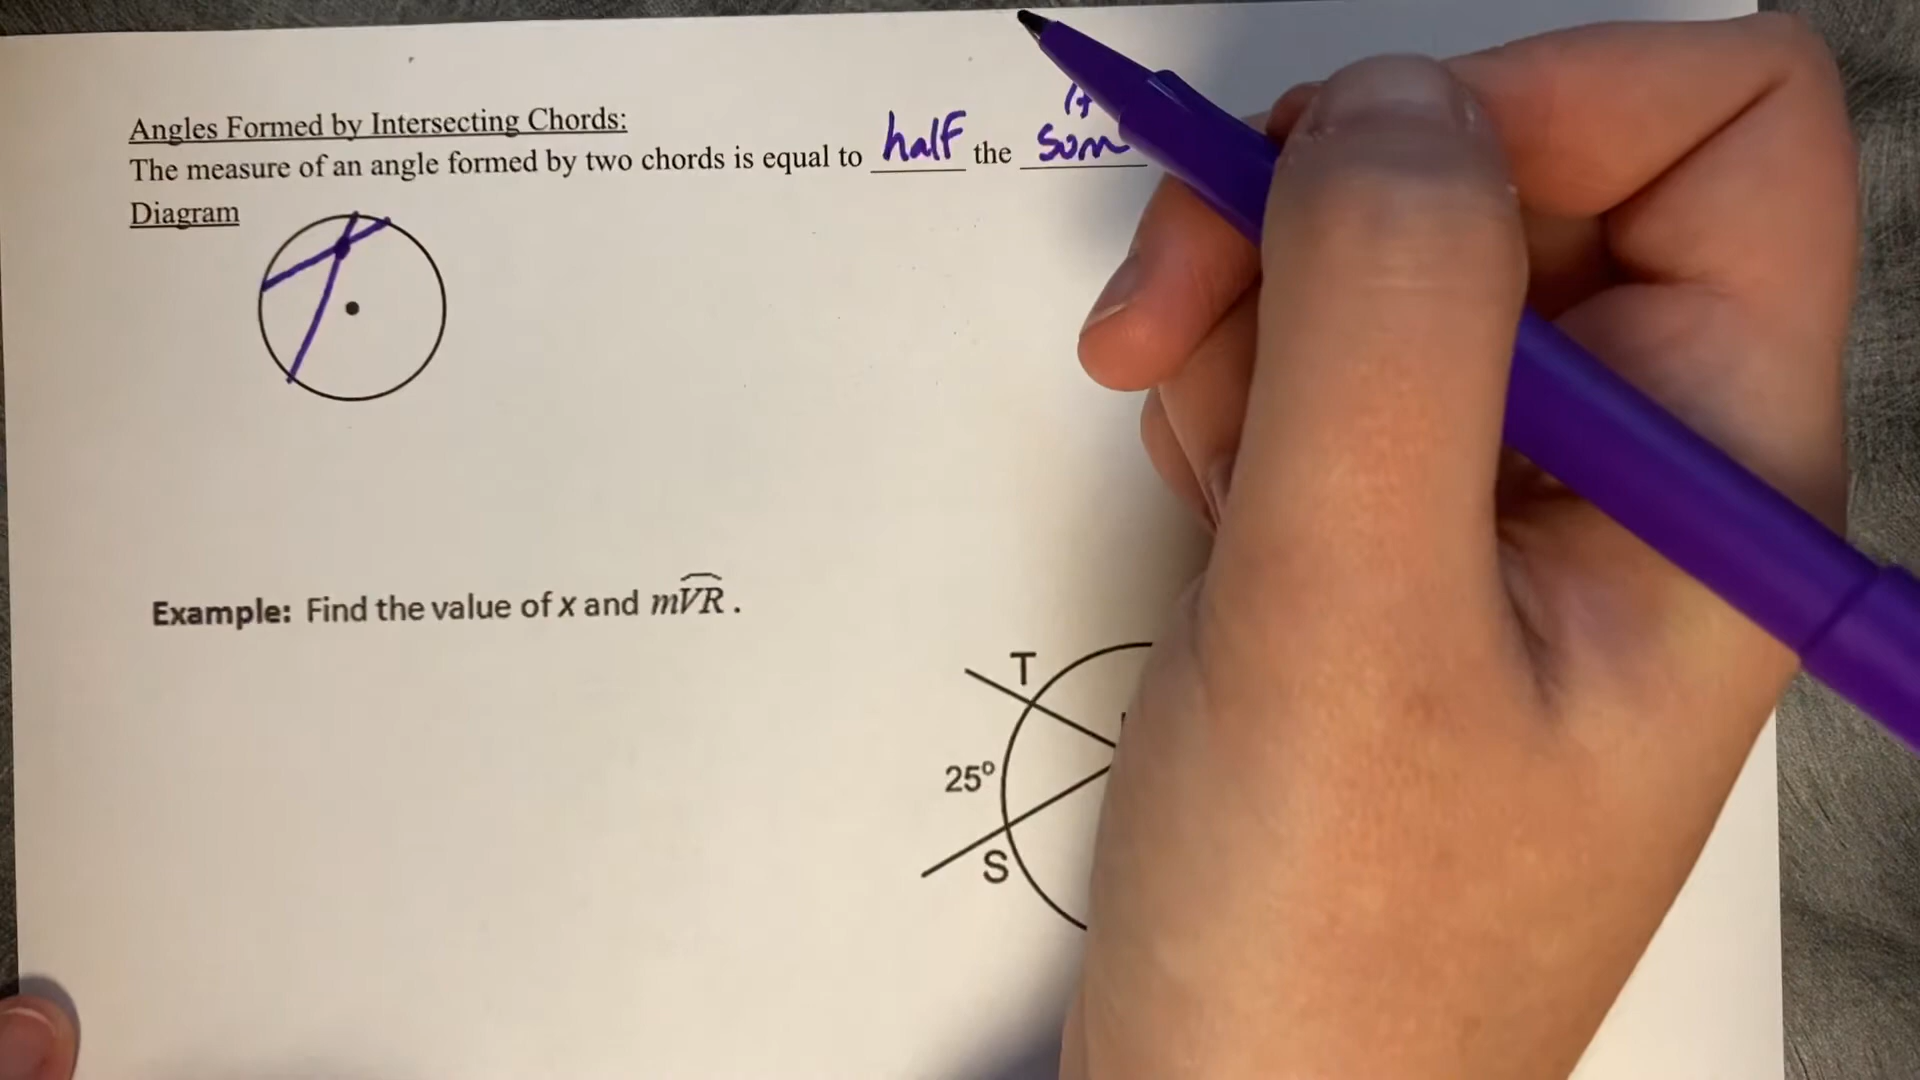 Angles Formed by Intersecting Chords:
The measure of an angle formed by two chords is equal to half the sum
Diagram
Example: Find the value of x and mVR.
T
25º
S